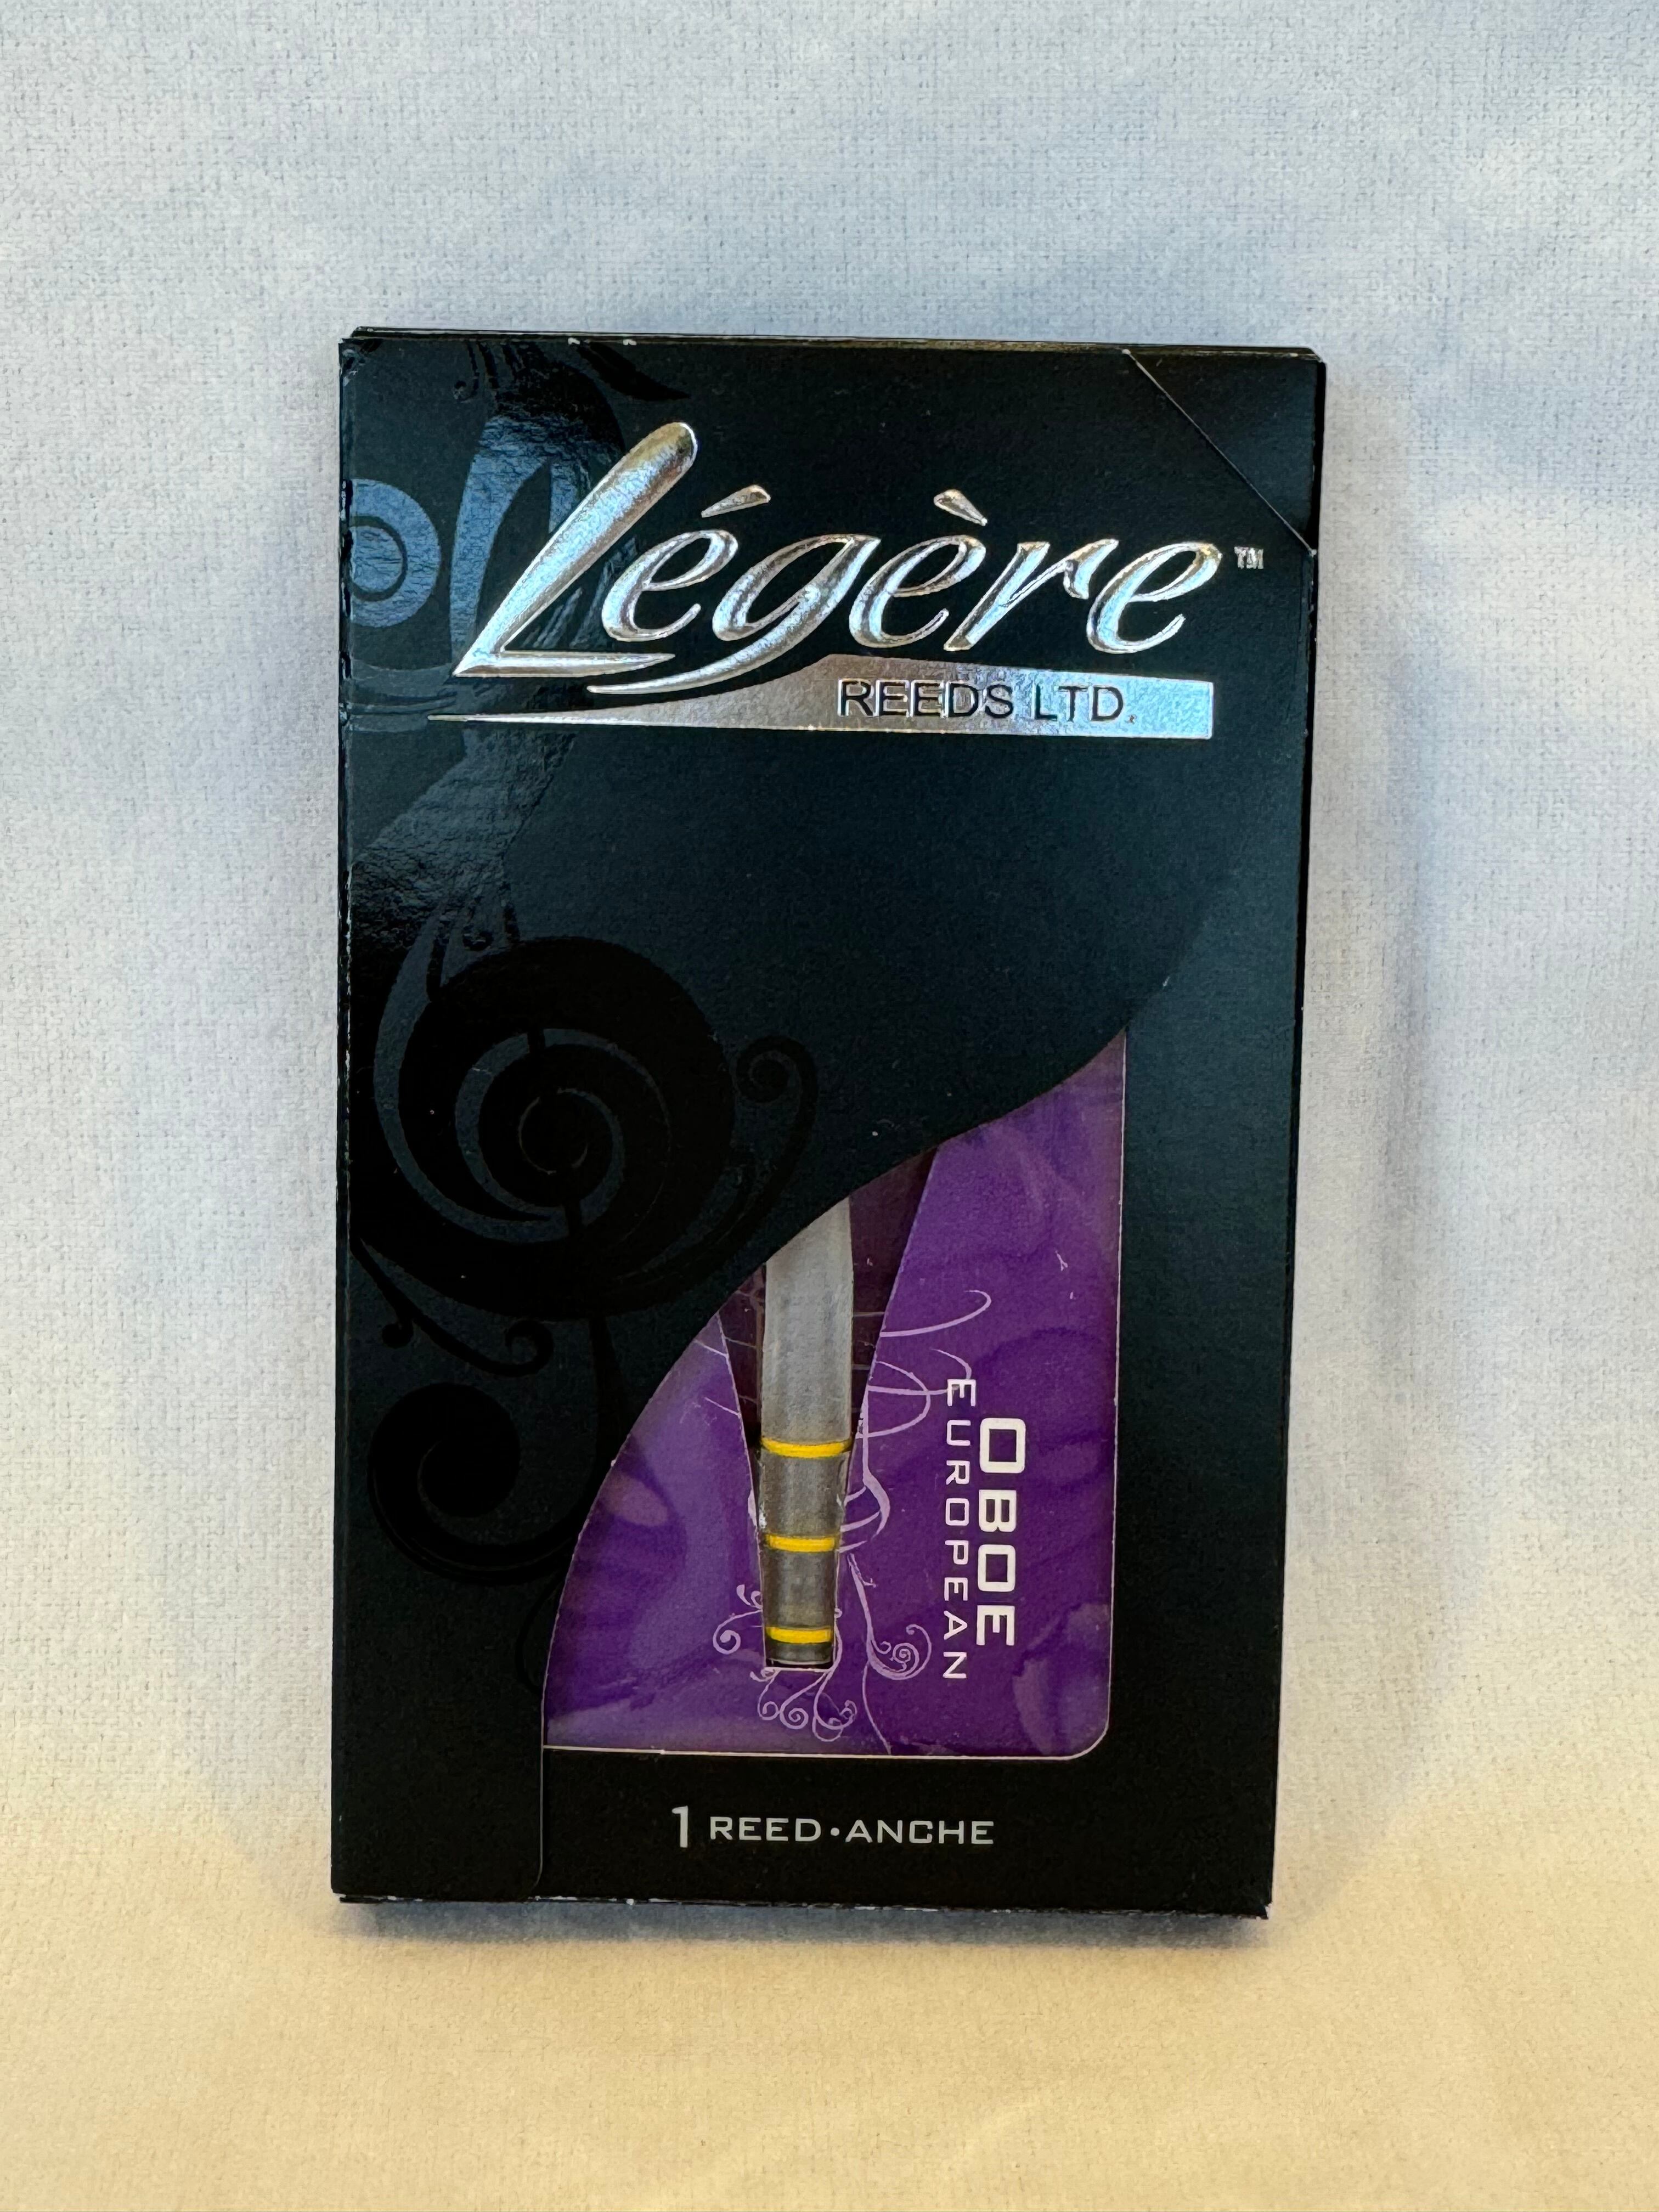 Légère™
REEDS LTD.
OBOE
EUROPEAN
1 REED•ANCHE